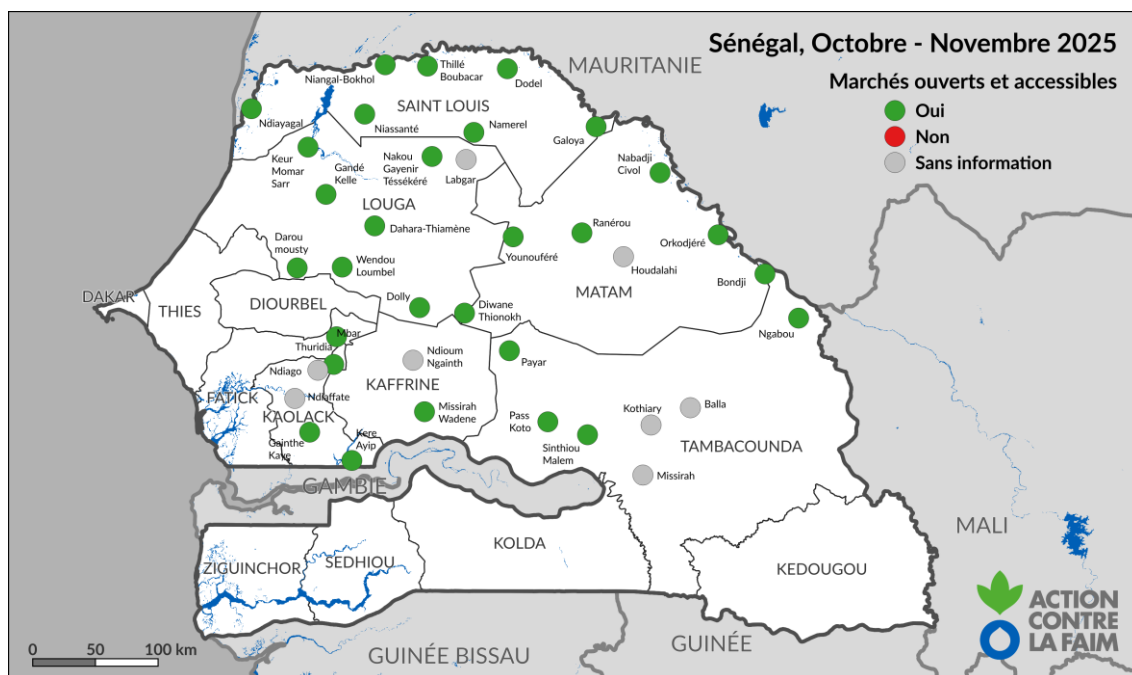 Sénégal, Octobre - Novembre 2025
MAURITANIE
Marchés ouverts et accessibles
Oui
Non
Sans information
Niangal-Bokhol
Thillé
Boubacar
Dodel
SAINT LOUIS
Ndiayagal
Niassanté
Namerel
Galoya
Keur
Momar
Sarr
Gandé
Kelle
Nakou
Gayenir
Téssékéré
Labgar
Nabadji
Civol
LOUGA
Dahara-Thiamène
Ranérou
Younouféré
Orkodjéré
Houdalahi
Darou
mousty
Wendou
Loumbel
Bondji
MATAM
DAKAR
THIES
DIOURBEL
Dolly
Diwane
Thionokh
Ngabou
Mbar
Thuridia
Ndiago
Ndioum
Ngainth
Payar
KAFFRINE
FATICK
Ndiaffate
KAOLACK
Missirah
Wadene
Pass
Koto
Kothiary
Balla
Sinthiou
Malem
TAMBACOUNDA
Gainthe
Kaye
Kere
Ayip
Missirah
GAMBIE
MALI
KOLDA
ZIGUINCHOR
SEDHIOU
KEDOUGOU
ACTION
CONTRE
LA FAIM
0 50 100 km
GUINÉE BISSAU
GUINÉE